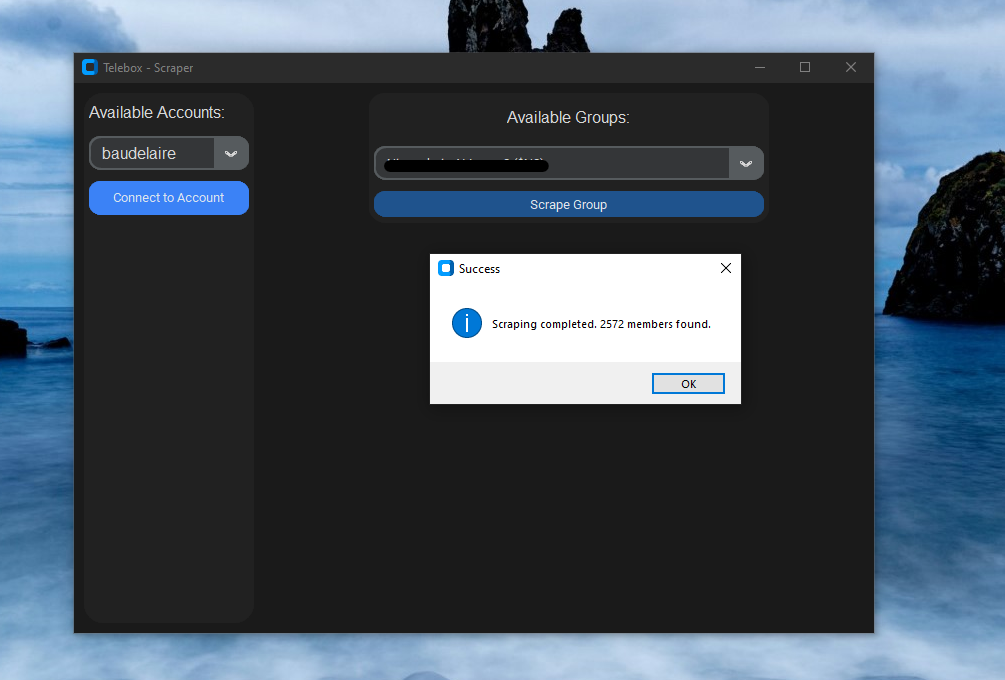 Telebox - Scraper
Available Accounts:
baudelaire
Connect to Account
Available Groups:
Scrape Group
Success
Scraping completed. 2572 members found.
OK